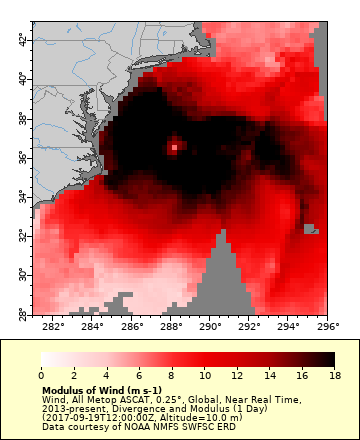 42°
40°
38°
36°
34°
32°
30°
28°
282° 284° 286° 288° 290° 292° 294° 296°
0 2 4 6 8 10 12 14 16 18
Modulus of Wind (m s-1)
Wind, All Metop ASCAT, 0.25°, Global, Near Real Time,
2013-present, Divergence and Modulus (1 Day)
(2017-09-19T12:00:00Z, Altitude=10.0 m)
Data courtesy of NOAA NMFS SWFSC ERD